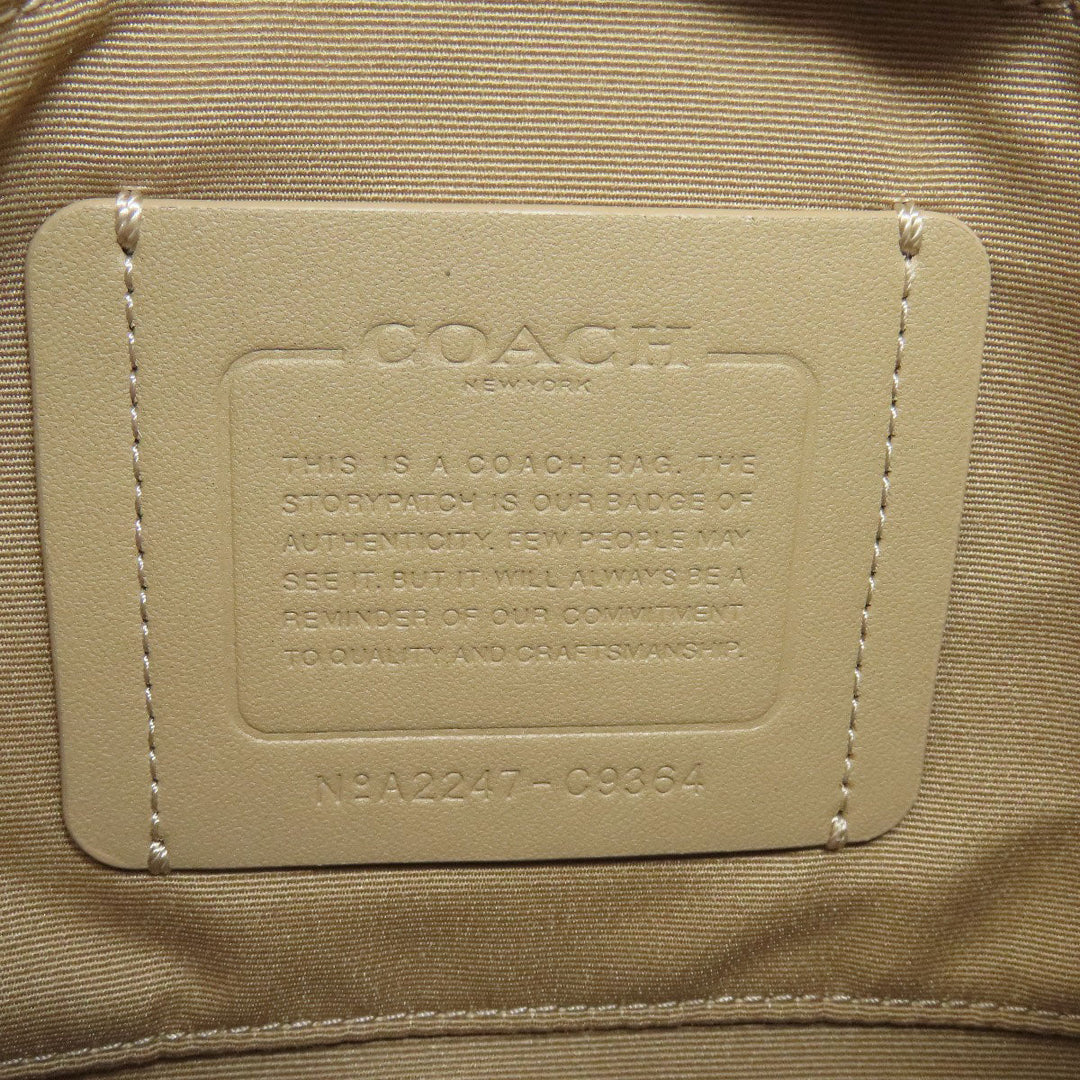 COACH
NEW YORK
THIS IS A COACH BAG. THE
STORYPATCH IS OUR BADGE OF
AUTHENTICITY. FEW PEOPLE MAY
SEE IT. BUT IT WILL ALWAYS BE A
REMINDER OF OUR COMMITMENT
TO QUALITY AND CRAFTSMANSHIP.
NºA2247-C9364